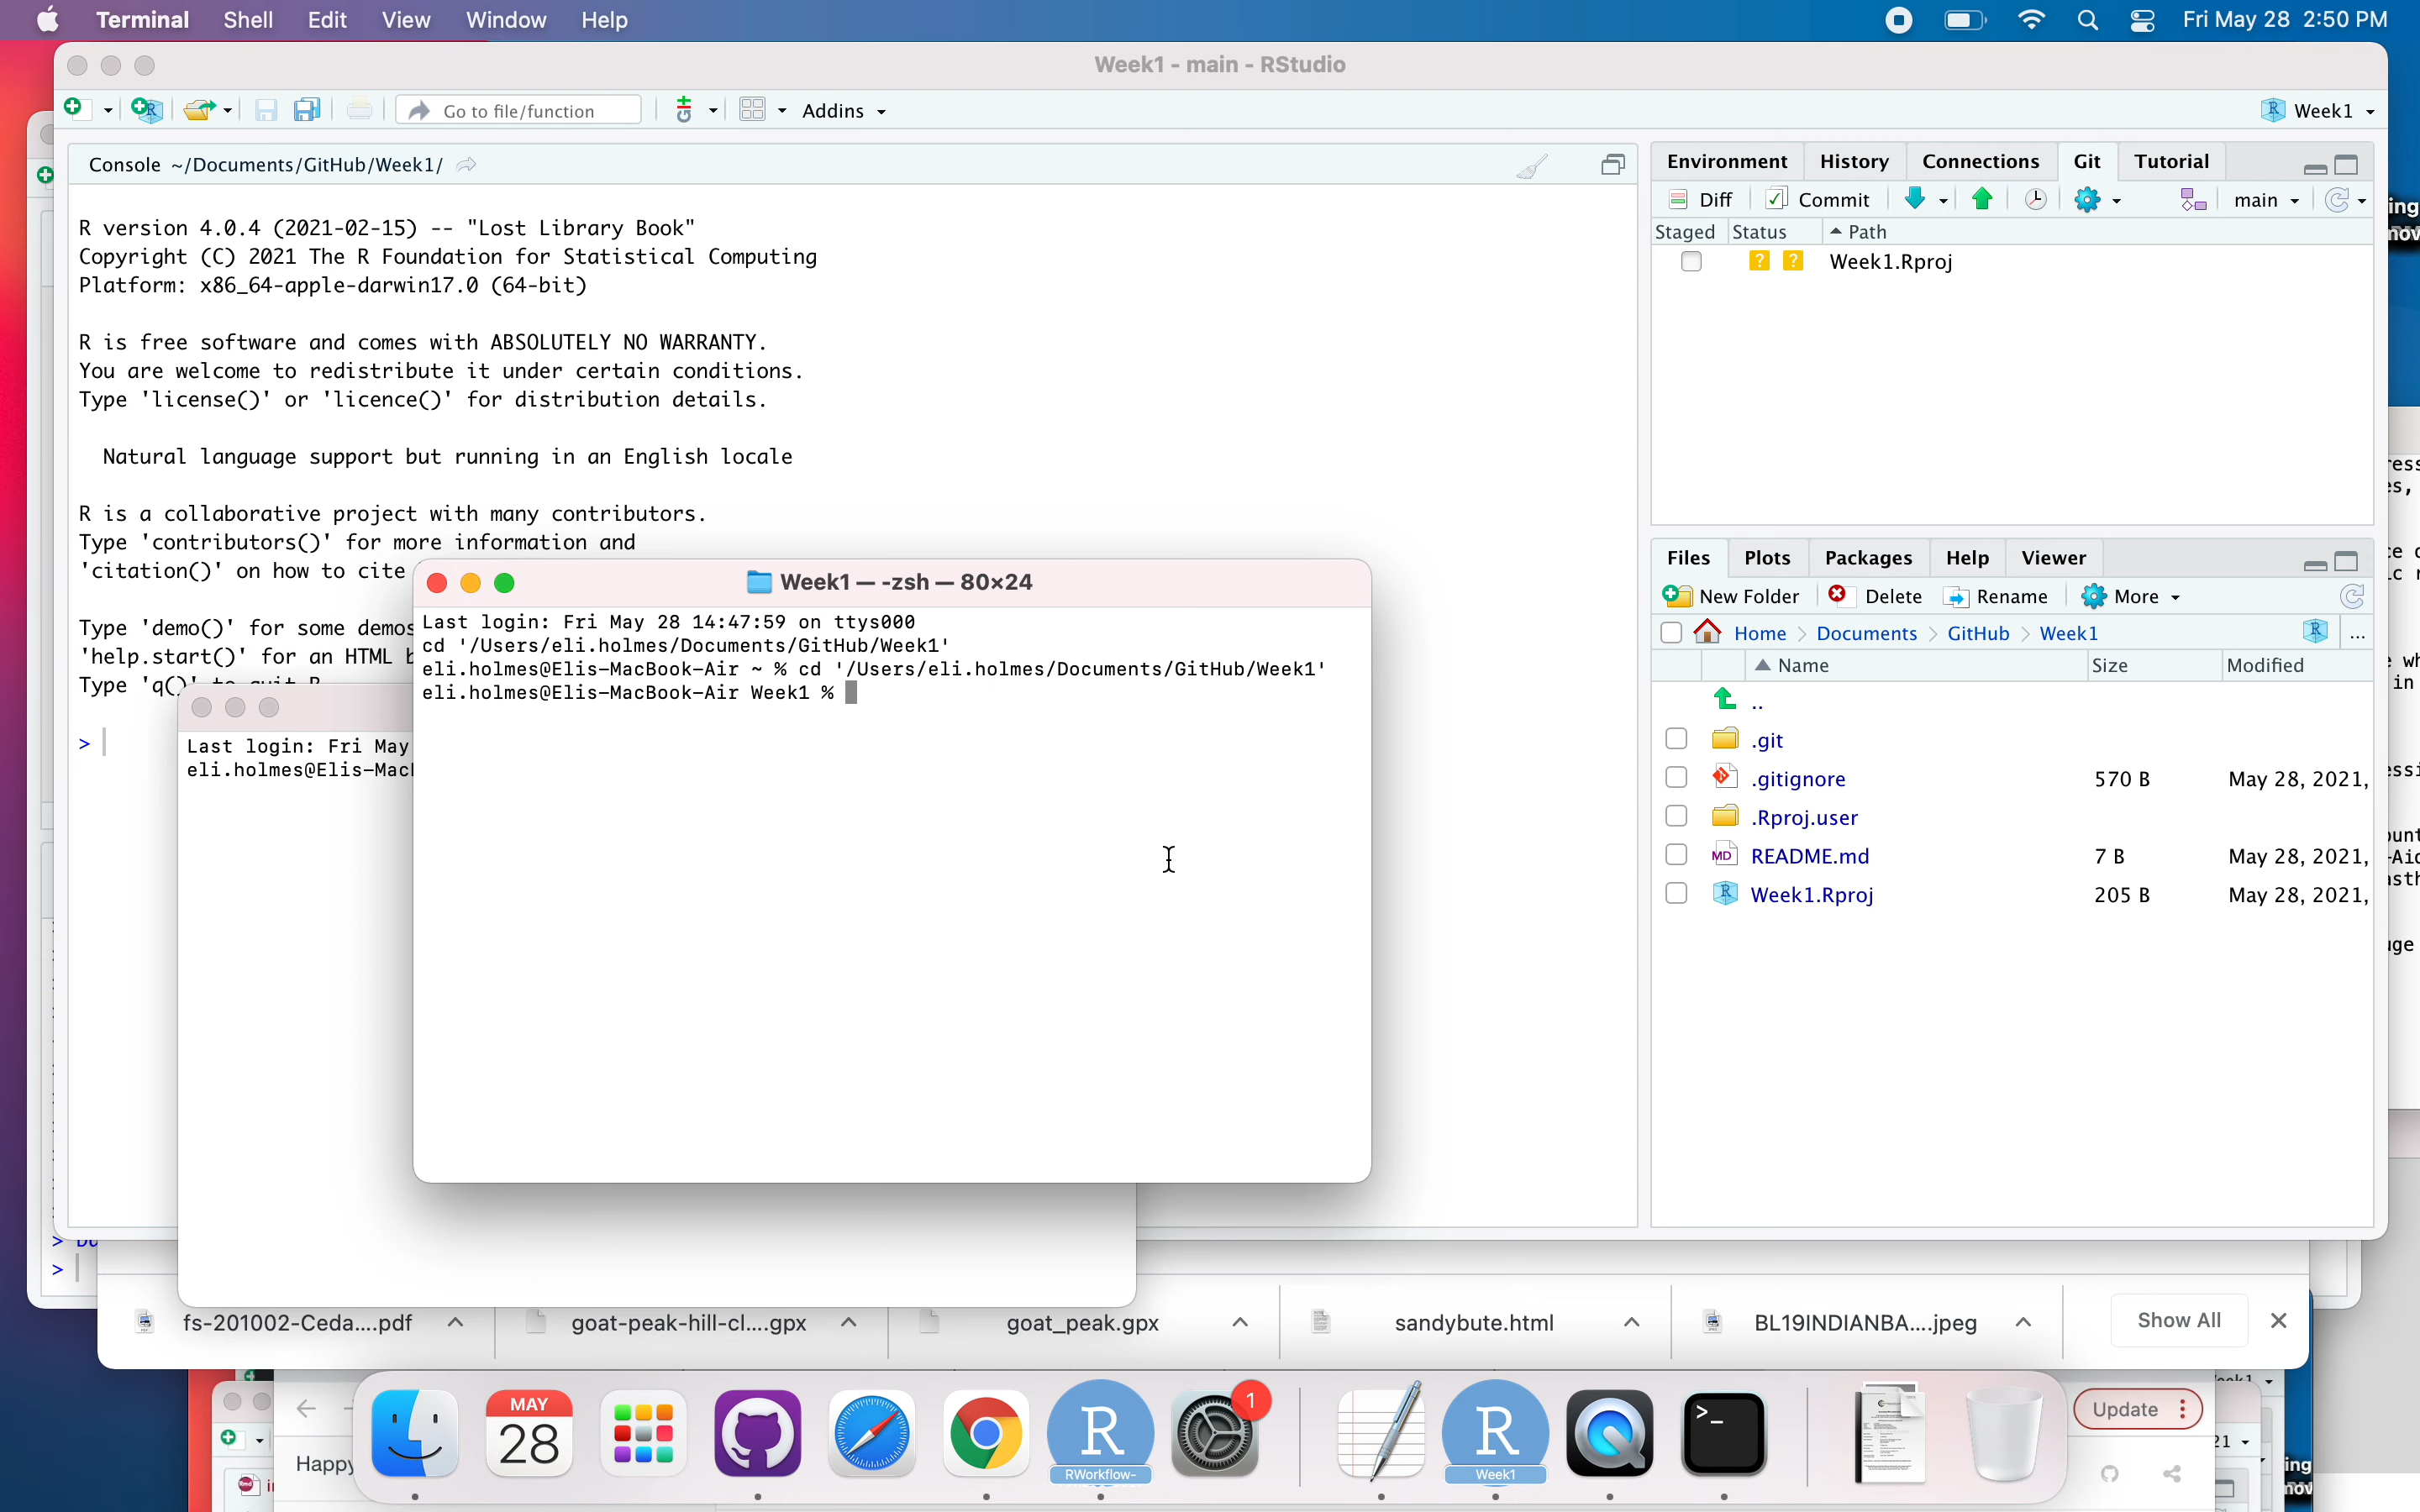 Terminal Shell Edit View Window Help
Fri May 28 2:50 PM
Week1 - main - RStudio
Go to file/function
Addins
Week1
Console ~/Documents/GitHub/Week1/
R version 4.0.4 (2021-02-15) -- "Lost Library Book"
Copyright (C) 2021 The R Foundation for Statistical Computing
Platform: x86_64-apple-darwin17.0 (64-bit)
R is free software and comes with ABSOLUTELY NO WARRANTY.
You are welcome to redistribute it under certain conditions.
Type 'license()' or 'licence()' for distribution details.
Natural language support but running in an English locale
R is a collaborative project with many contributors.
Type 'contributors()' for more information and
'citation()' on how to cite
Type 'demo()' for some demos
'help.start()' for an HTML
Type 'q()'
>
Environment History Connections Git Tutorial
Diff Commit main
Staged Status Path
? ? Week1.Rproj
Files Plots Packages Help Viewer
New Folder Delete Rename More
Home Documents GitHub Week1 ...
Name Size Modified
..
.git
.gitignore 570 B May 28, 2021,
.Rproj.user
README.md 7 B May 28, 2021,
Week1.Rproj 205 B May 28, 2021,
Week1 — -zsh — 80×24
Last login: Fri May 28 14:47:59 on ttys000
cd '/Users/eli.holmes/Documents/GitHub/Week1'
eli.holmes@Elis-MacBook-Air ~ % cd '/Users/eli.holmes/Documents/GitHub/Week1'
eli.holmes@Elis-MacBook-Air Week1 %
Last login: Fri May
eli.holmes@Elis-Mac
>
fs-201002-Ceda....pdf
goat-peak-hill-cl....gpx
goat_peak.gpx
sandybute.html
BL19INDIANBA....jpeg
Show All
Happy
MAY
28
R
RWorkflow-
1
R
Week1
>_
Update